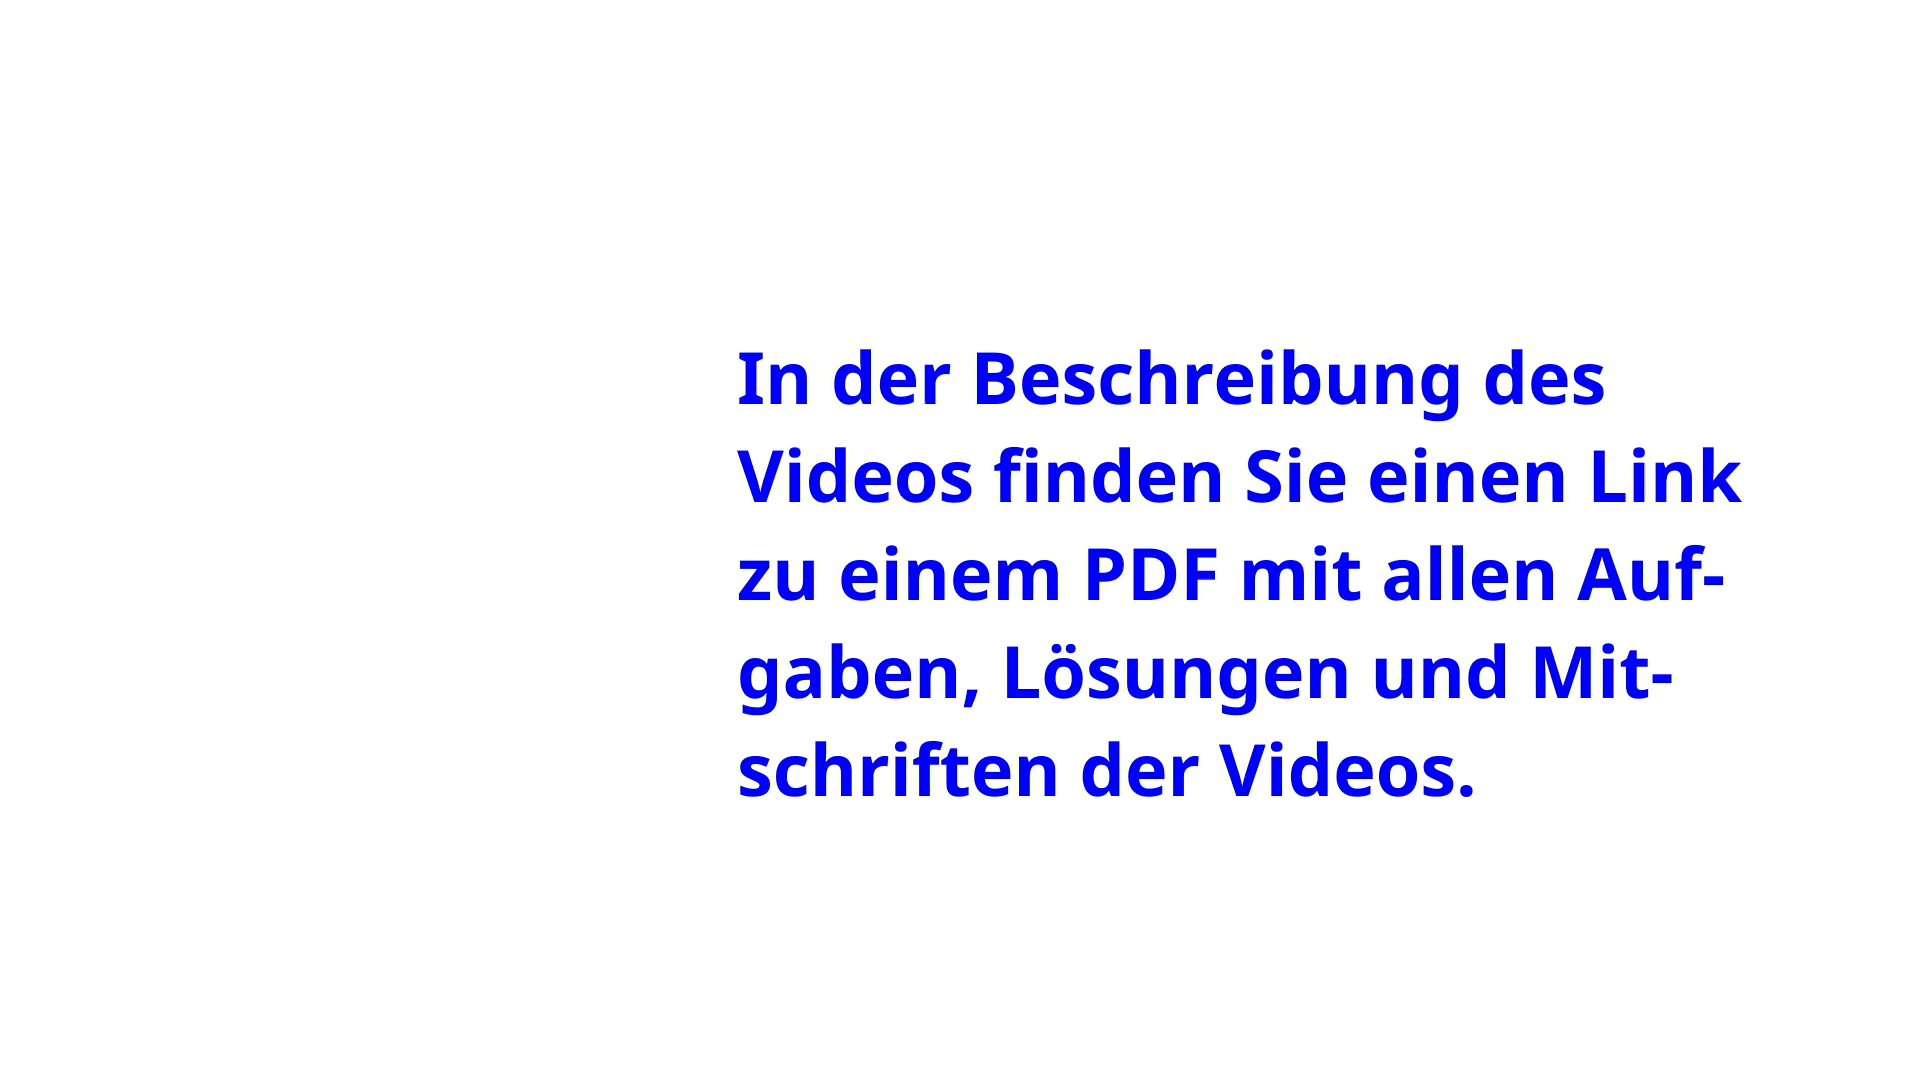 In der Beschreibung des
Videos finden Sie einen Link
zu einem PDF mit allen Auf-
gaben, Lösungen und Mit-
schriften der Videos.